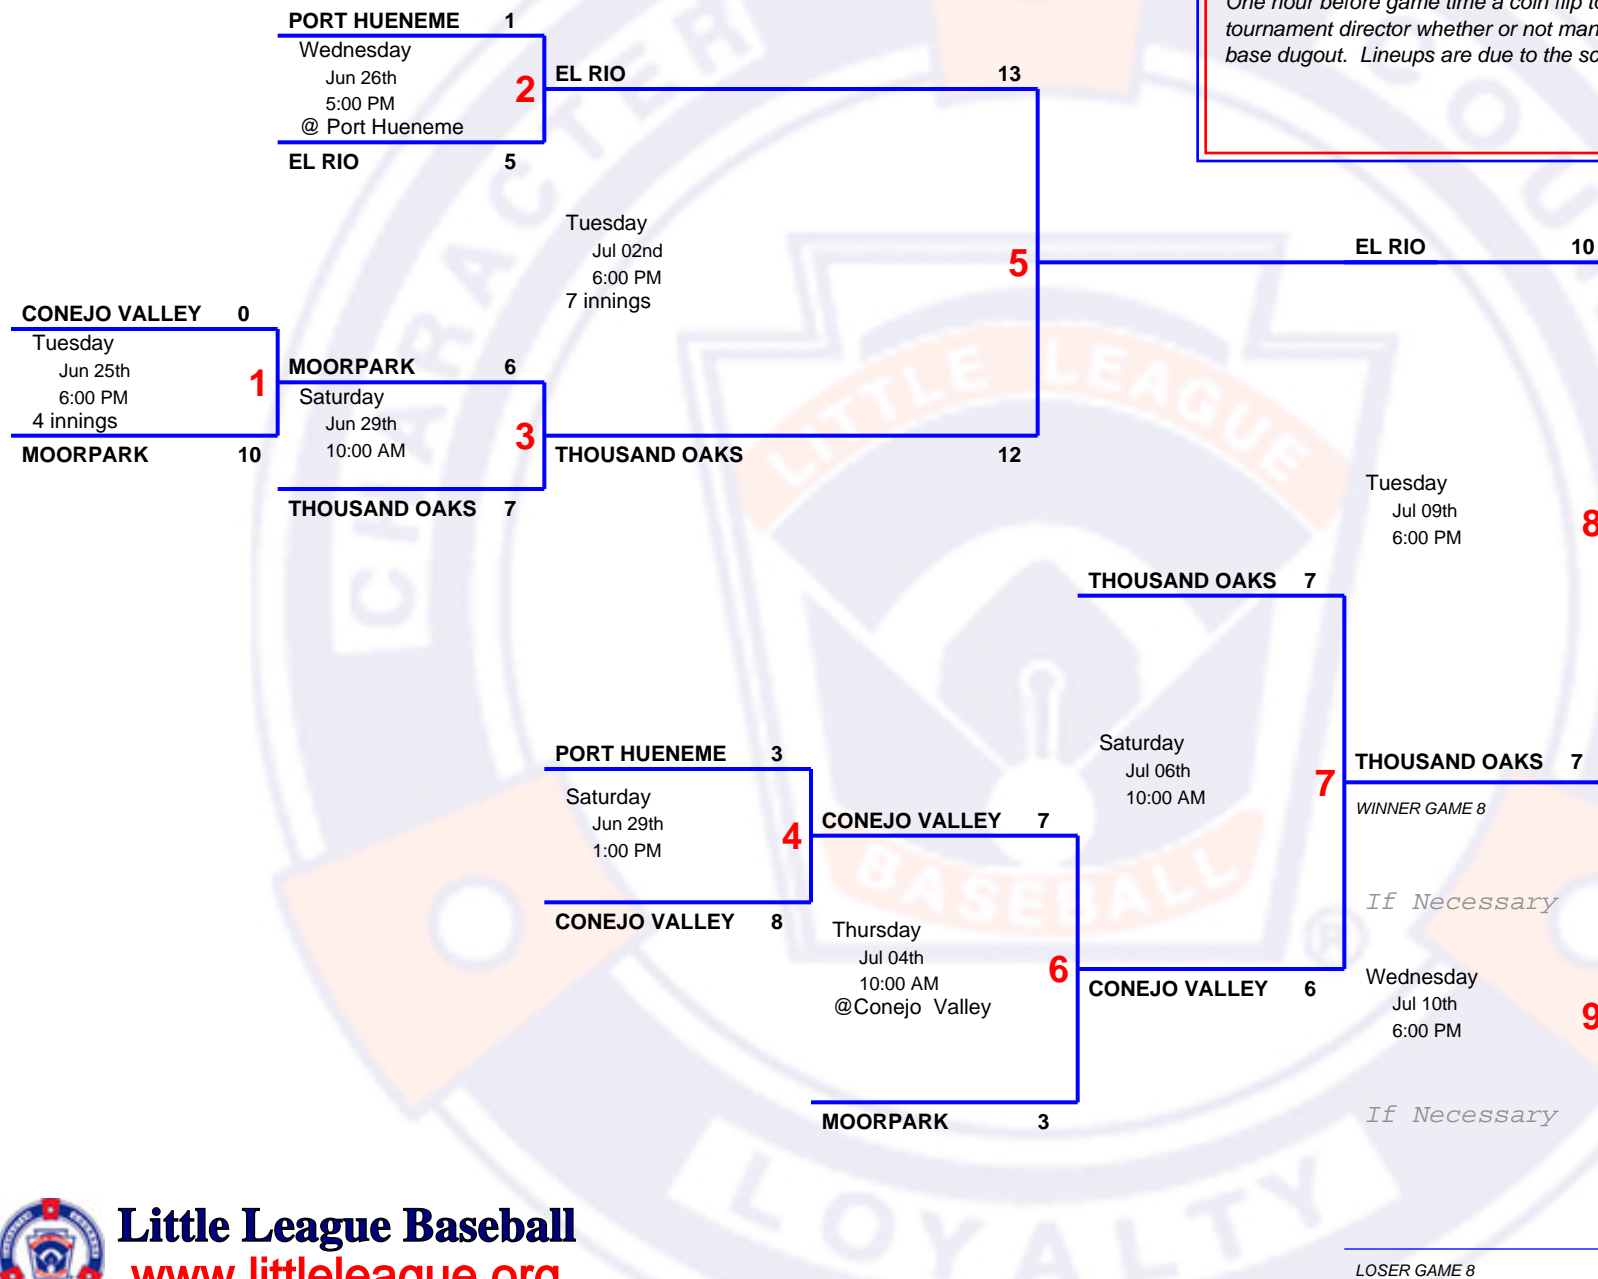 One hour before game time a coin flip to
tournament director whether or not man
base dugout. Lineups are due to the sc
PORT HUENEME 1
Wednesday
Jun 26th
5:00 PM
@ Port Hueneme
2
EL RIO 5
EL RIO 13
Tuesday
Jul 02nd
6:00 PM
7 innings
5
EL RIO 10
CONEJO VALLEY 0
Tuesday
Jun 25th
6:00 PM
4 innings
1
MOORPARK 10
MOORPARK 6
Saturday
Jun 29th
10:00 AM
3
THOUSAND OAKS 7
THOUSAND OAKS 12
Tuesday
Jul 09th
6:00 PM
8
THOUSAND OAKS 7
Saturday
Jul 06th
10:00 AM
7
THOUSAND OAKS 7
WINNER GAME 8
PORT HUENEME 3
Saturday
Jun 29th
1:00 PM
4
CONEJO VALLEY 8
CONEJO VALLEY 7
Thursday
Jul 04th
10:00 AM
@Conejo Valley
6
MOORPARK 3
CONEJO VALLEY 6
If Necessary
Wednesday
Jul 10th
6:00 PM
9
If Necessary
LITTLE LEAGUE
BASEBALL
®
CHARACTER
COU
LOYALTY
Little League Baseball
www.littleleague.org
LOSER GAME 8